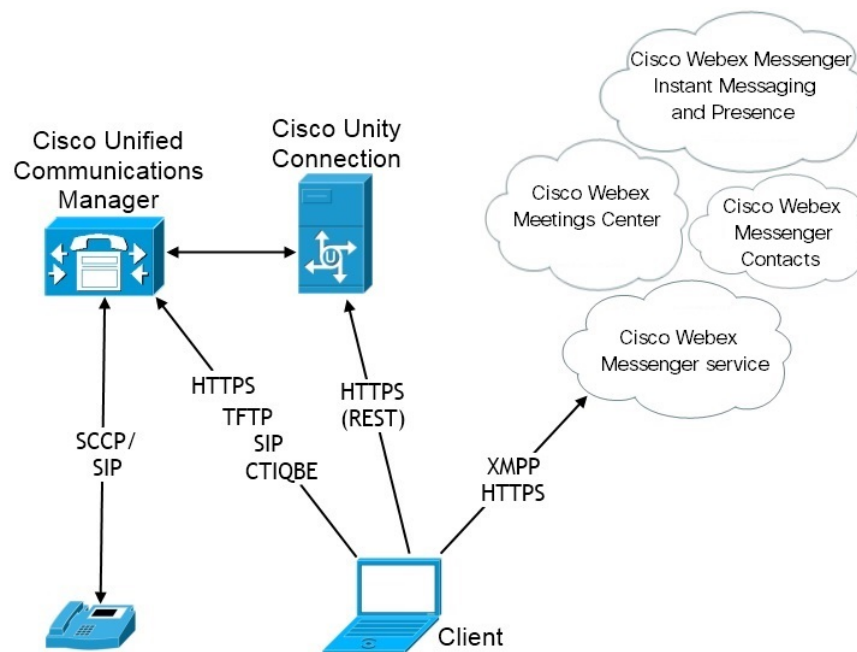 Cisco Unified
Communications
Manager
Cisco Unity
Connection
U
Cisco Webex Messenger
Instant Messaging
and Presence
Cisco Webex
Meetings Center
Cisco Webex
Messenger
Contacts
Cisco Webex
Messenger service
HTTPS
TFTP
SIP
CTIQBE
HTTPS
(REST)
SCCP/
SIP
XMPP
HTTPS
Client